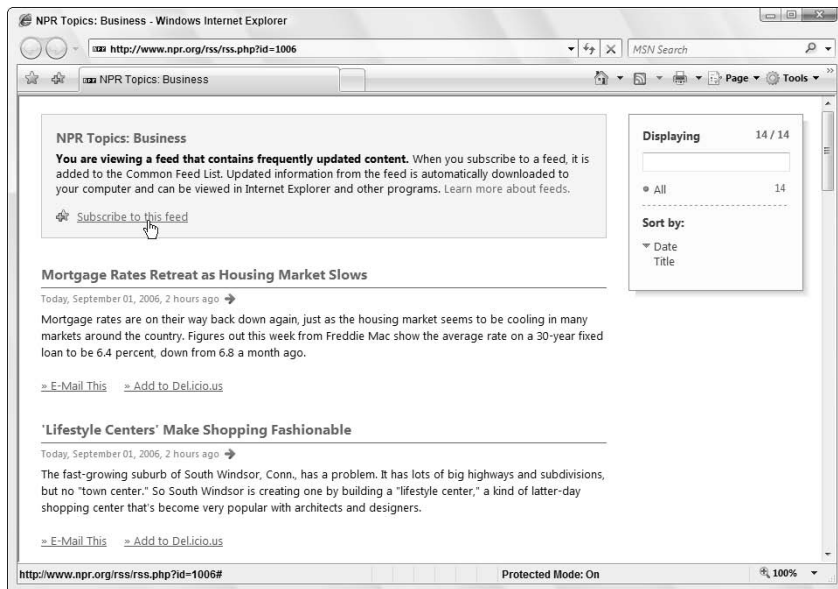 NPR Topics: Business - Windows Internet Explorer
http://www.npr.org/rss/rss.php?id=1006
MSN Search
NPR Topics: Business
Page
Tools
NPR Topics: Business
You are viewing a feed that contains frequently updated content. When you subscribe to a feed, it is
added to the Common Feed List. Updated information from the feed is automatically downloaded to
your computer and can be viewed in Internet Explorer and other programs. Learn more about feeds.
Subscribe to this feed
Displaying 14 / 14
All 14
Sort by:
Date
Title
Mortgage Rates Retreat as Housing Market Slows
Today, September 01, 2006, 2 hours ago
Mortgage rates are on their way back down again, just as the housing market seems to be cooling in many
markets around the country. Figures out this week from Freddie Mac show the average rate on a 30-year fixed
loan to be 6.4 percent, down from 6.8 a month ago.
» E-Mail This » Add to Del.icio.us
'Lifestyle Centers' Make Shopping Fashionable
Today, September 01, 2006, 2 hours ago
The fast-growing suburb of South Windsor, Conn., has a problem. It has lots of big highways and subdivisions,
but no "town center." So South Windsor is creating one by building a "lifestyle center," a kind of latter-day
shopping center that's become very popular with architects and designers.
» E-Mail This » Add to Del.icio.us
http://www.npr.org/rss/rss.php?id=1006#
Protected Mode: On
100%